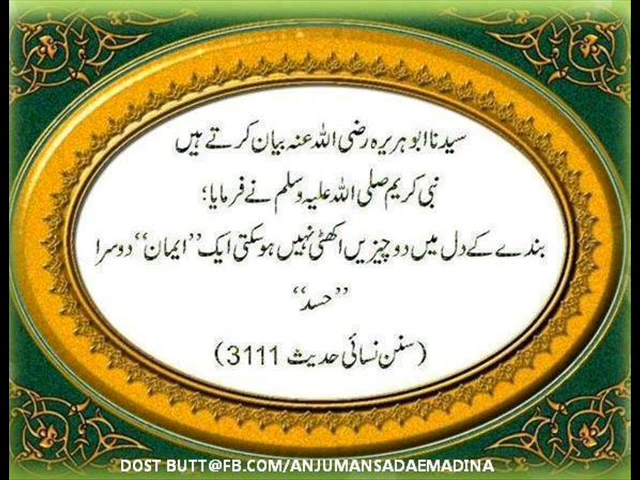 سیدنا ابو ہریرہ رضی اللہ عنہ بیان کرتے ہیں
نبی کریم صلی اللہ علیہ وسلم نے فرمایا؛
بندے کے دل میں دو چیزیں اکھٹی نہیں ہو سکتی ایک ’’ایمان‘‘ دوسرا
’’حسد‘‘
(سنن نسائی حدیث 3111)
DOST BUTT@FB.COM/ANJUMANSADAEMADINA